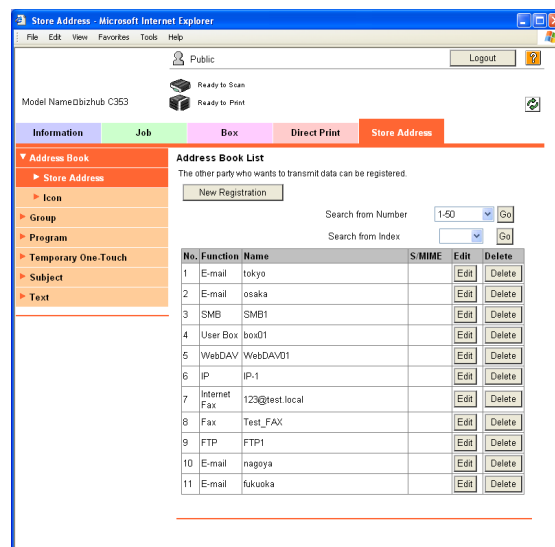 Store Address - Microsoft Internet Explorer
File Edit View Favorites Tools Help
Public
Logout
?
Ready to Scan
Model Name□bizhub C353
Ready to Print
Information Job Box Direct Print Store Address
Address Book
Store Address
Icon
Group
Program
Temporary One-Touch
Subject
Text
Address Book List
The other party who wants to transmit data can be registered.
New Registration
Search from Number 1-50 Go
Search from Index Go
No. Function Name S/MIME Edit Delete
1 E-mail tokyo Edit Delete
2 E-mail osaka Edit Delete
3 SMB SMB1 Edit Delete
4 User Box box01 Edit Delete
5 WebDAV WebDAV01 Edit Delete
6 IP IP-1 Edit Delete
7 Internet Fax 123@test.local Edit Delete
8 Fax Test_FAX Edit Delete
9 FTP FTP1 Edit Delete
10 E-mail nagoya Edit Delete
11 E-mail fukuoka Edit Delete